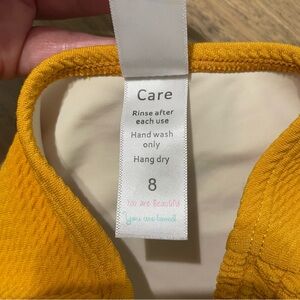 Care
Rinse after
each use
Hand wash
only
Hang dry
8
You are Beautiful
You are loved